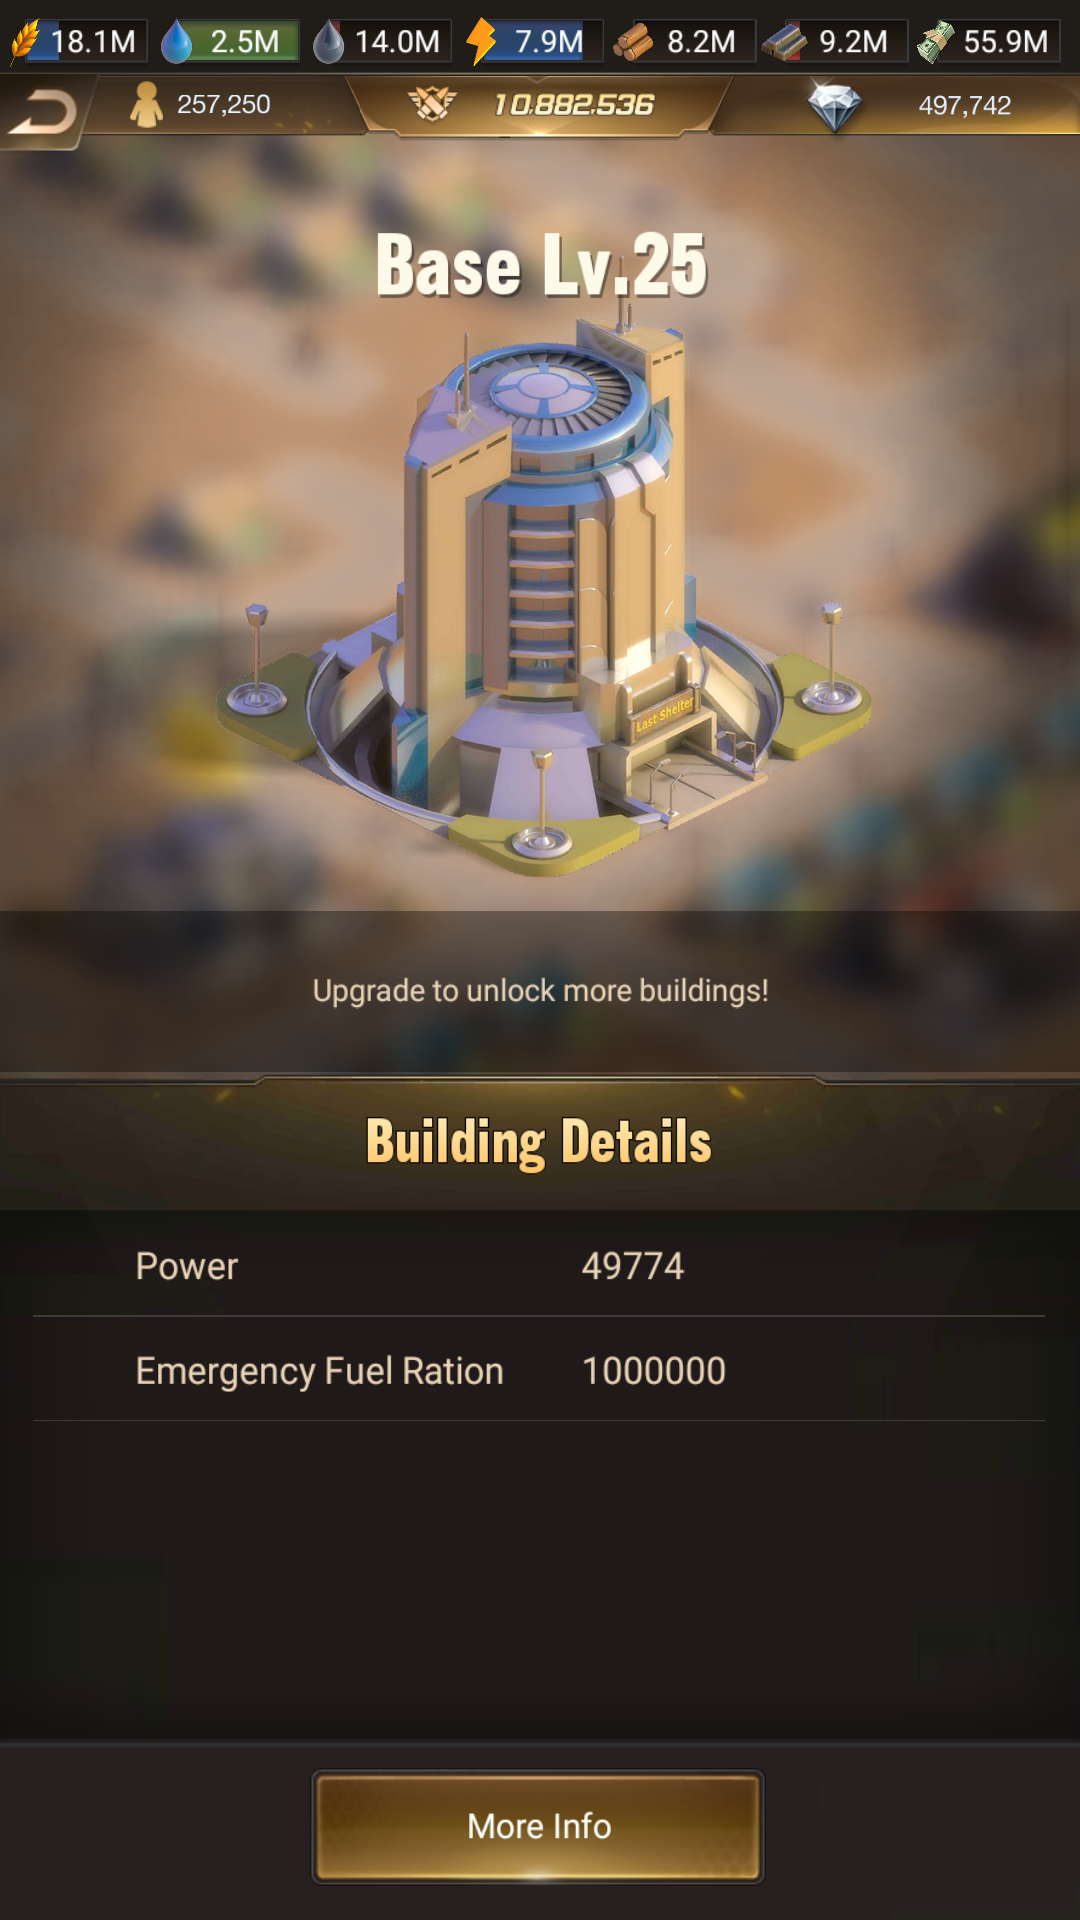 18.1M 2.5M 14.0M 7.9M 8.2M 9.2M 55.9M
257,250 10,882,536 497,742
Base Lv.25
Last Shelter
Upgrade to unlock more buildings!
Building Details
Power 49774
Emergency Fuel Ration 1000000
More Info